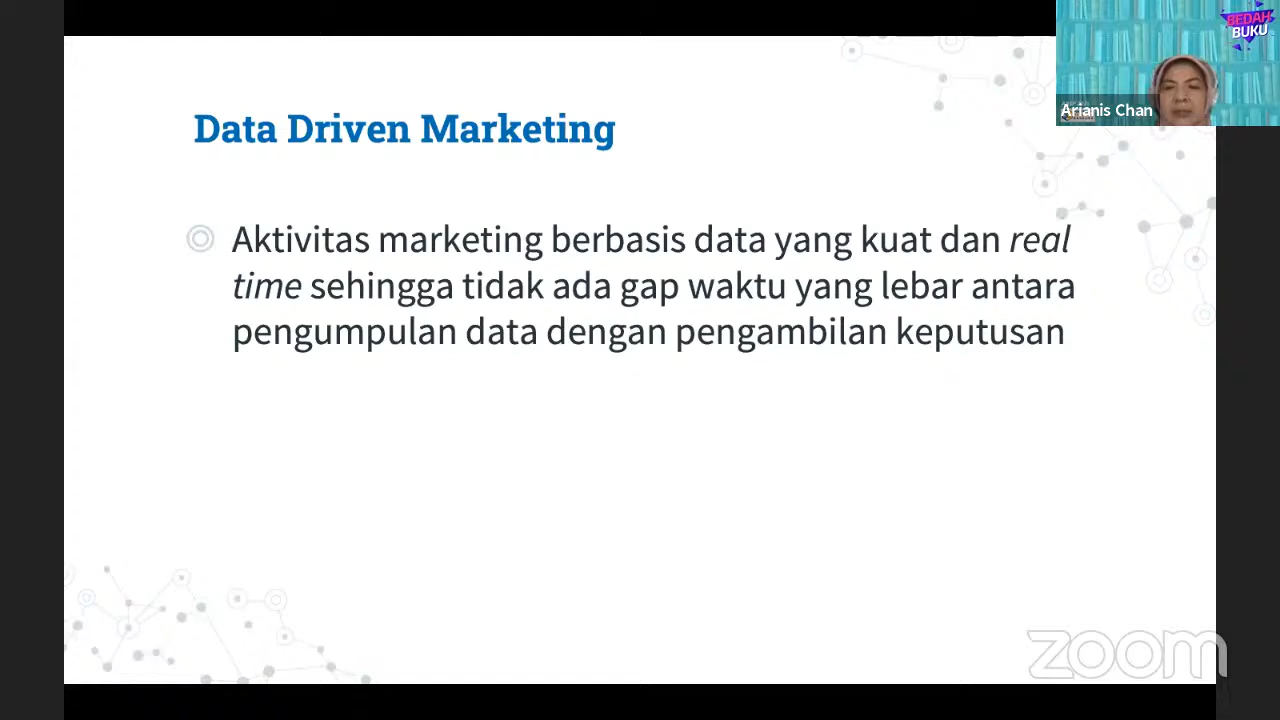 BEDAH
BUKU
Arianis Chan
Data Driven Marketing
Aktivitas marketing berbasis data yang kuat dan real
time sehingga tidak ada gap waktu yang lebar antara
pengumpulan data dengan pengambilan keputusan
zoom